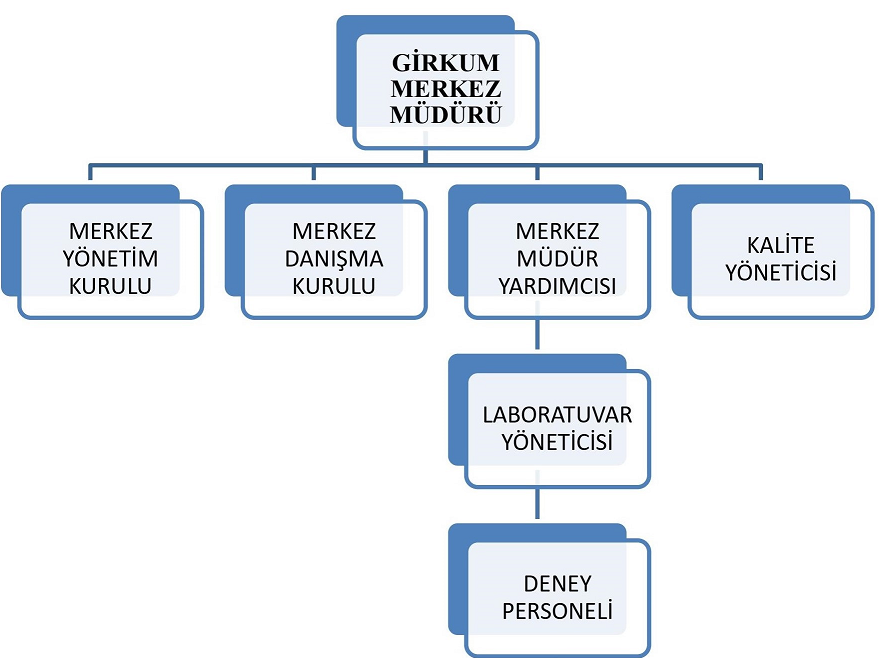 GİRKUM
MERKEZ
MÜDÜRÜ
MERKEZ
YÖNETİM
KURULU
MERKEZ
DANIŞMA
KURULU
MERKEZ
MÜDÜR
YARDIMCISI
KALİTE
YÖNETİCİSİ
LABORATUVAR
YÖNETİCİSİ
DENEY
PERSONELİ